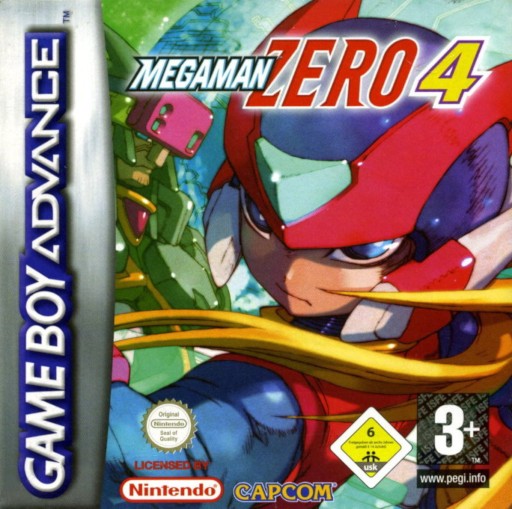 GAME BOY ADVANCE
MEGAMAN ZERO 4
Original
Nintendo
Seal of
Quality
LICENSED BY
Nintendo
CAPCOM
6
usk
3+
TM
www.pegi.info